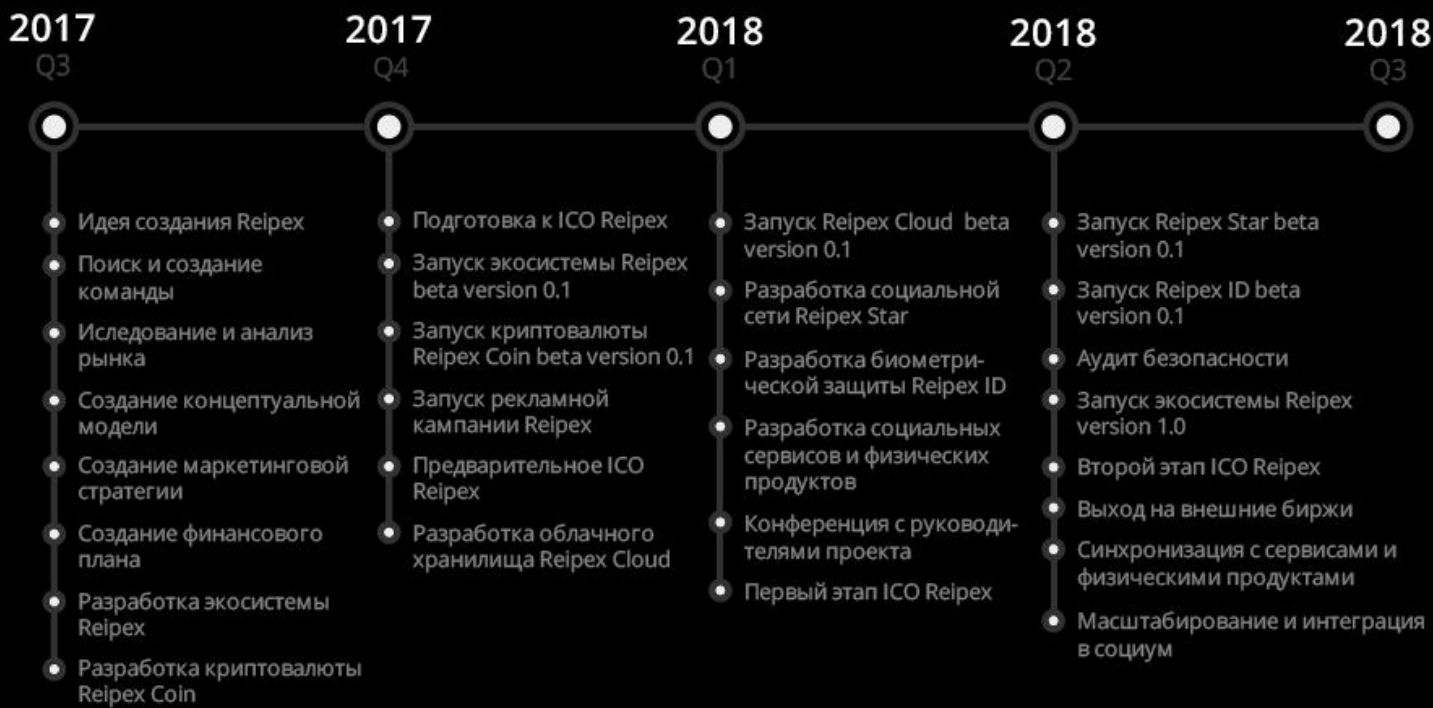 2017
Q3
2017
Q4
2018
Q1
2018
Q2
2018
Q3
Идея создания Reipex
Поиск и создание
команды
Иследование и анализ
рынка
Создание концептуальной
модели
Создание маркетинговой
стратегии
Создание финансового
плана
Разработка экосистемы
Reipex
Разработка криптовалюты
Reipex Coin
Подготовка к ICO Reipex
Запуск экосистемы Reipex
beta version 0.1
Запуск криптовалюты
Reipex Coin beta version 0.1
Запуск рекламной
кампании Reipex
Предварительное ICO
Reipex
Разработка облачного
хранилища Reipex Cloud
Запуск Reipex Cloud beta
version 0.1
Разработка социальной
сети Reipex Star
Разработка биометри-
ческой защиты Reipex ID
Разработка социальных
сервисов и физических
продуктов
Конференция с руководи-
телями проекта
Первый этап ICO Reipex
Запуск Reipex Star beta
version 0.1
Запуск Reipex ID beta
version 0.1
Аудит безопасности
Запуск экосистемы Reipex
version 1.0
Второй этап ICO Reipex
Выход на внешние биржи
Синхронизация с сервисами и
физическими продуктами
Масштабирование и интеграция
в социум